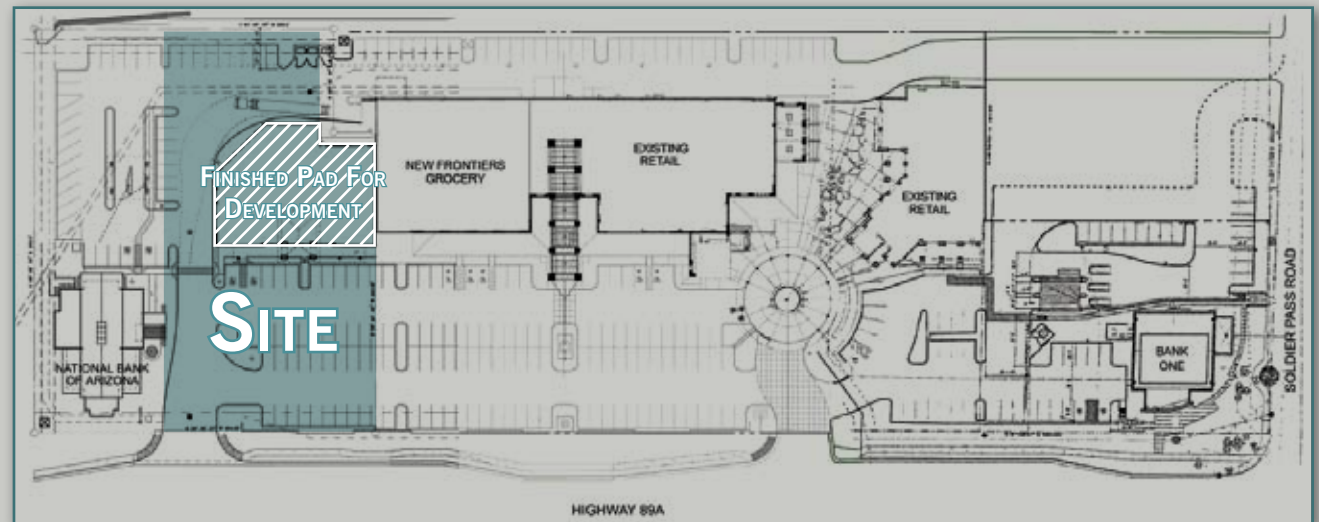 FINISHED PAD FOR
DEVELOPMENT
SITE
NATIONAL BANK
OF ARIZONA
NEW FRONTIERS
GROCERY
EXISTING
RETAIL
EXISTING
RETAIL
BANK
ONE
SOLDIER PASS ROAD
HIGHWAY 89A